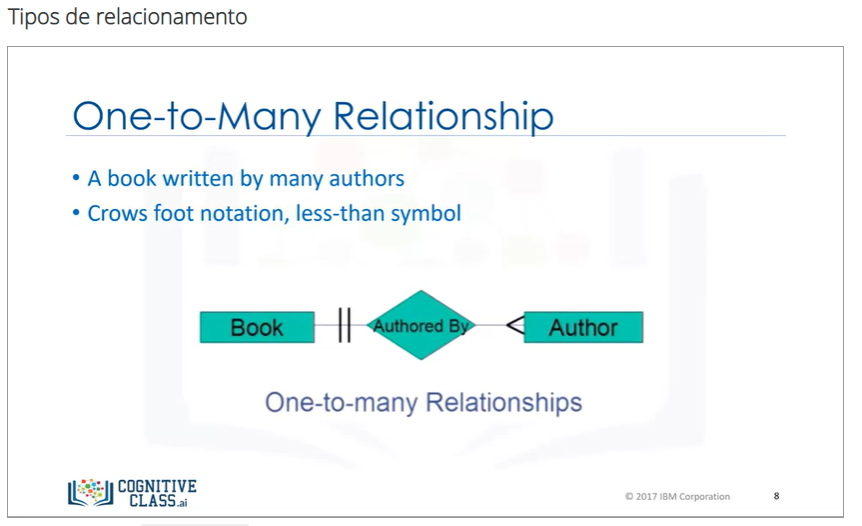 Tipos de relacionamento
One-to-Many Relationship
• A book written by many authors
• Crows foot notation, less-than symbol
Book
Authored By
Author
One-to-many Relationships
COGNITIVE
CLASS.ai
© 2017 IBM Corporation
8